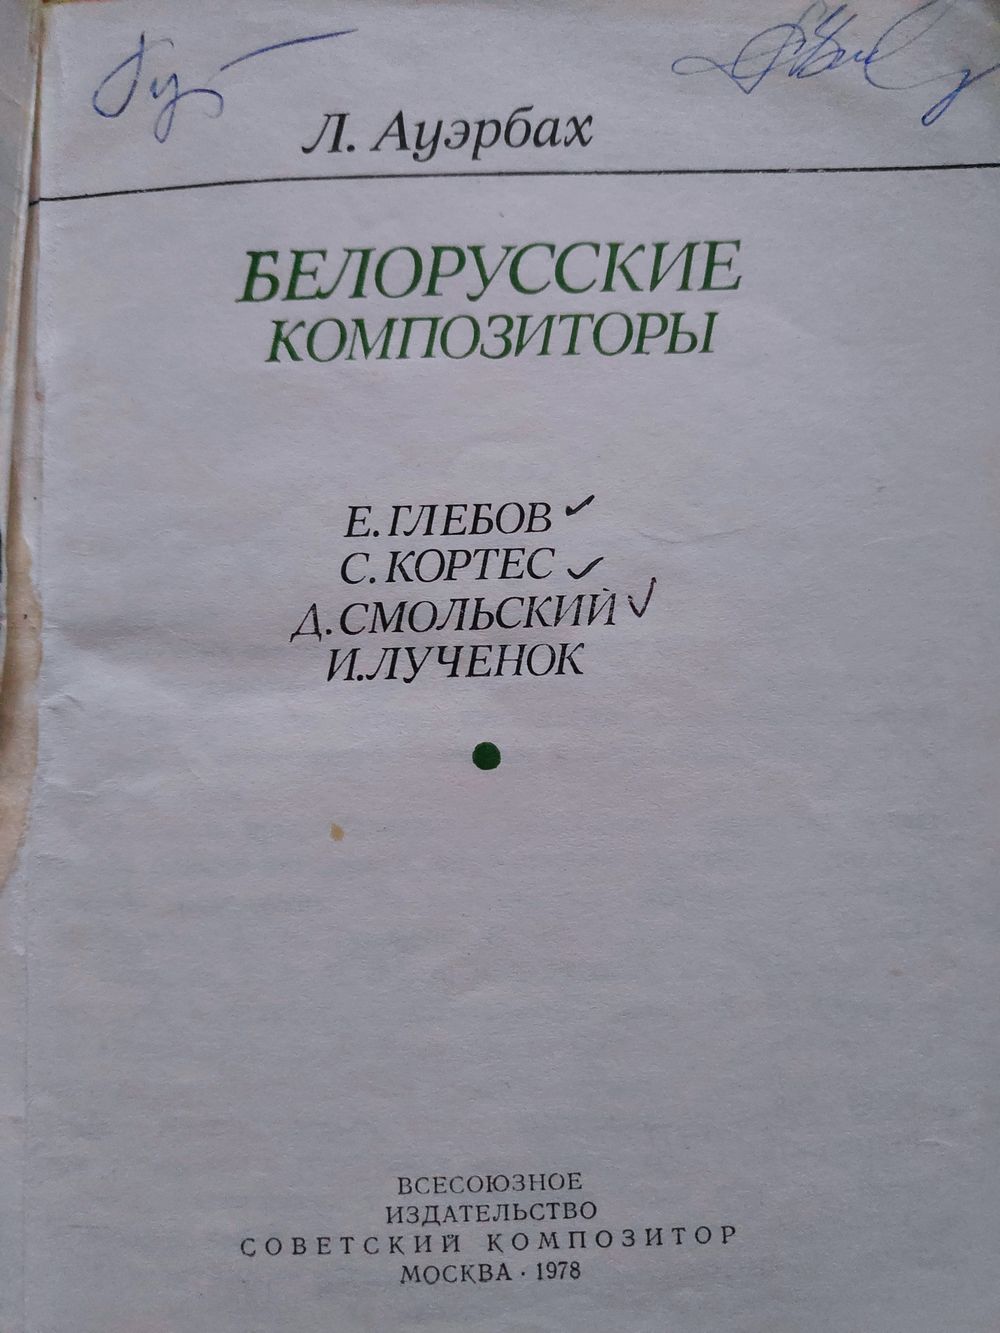 Л. Ауэрбах
БЕЛОРУССКИЕ
КОМПОЗИТОРЫ
Е. ГЛЕБОВ
С. КОРТЕС
Д. СМОЛЬСКИЙ
И. ЛУЧЕНОК
ВСЕСОЮЗНОЕ
ИЗДАТЕЛЬСТВО
СОВЕТСКИЙ КОМПОЗИТОР
МОСКВА · 1978